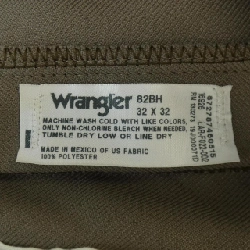 Wrangler 82BH
32 X 32
MACHINE WASH COLD WITH LIKE COLORS,
ONLY NON-CHLORINE BLEACH WHEN NEEDED,
TUMBLE DRY LOW OR LINE DRY
MADE IN MEXICO OF US FABRIC
100% POLYESTER